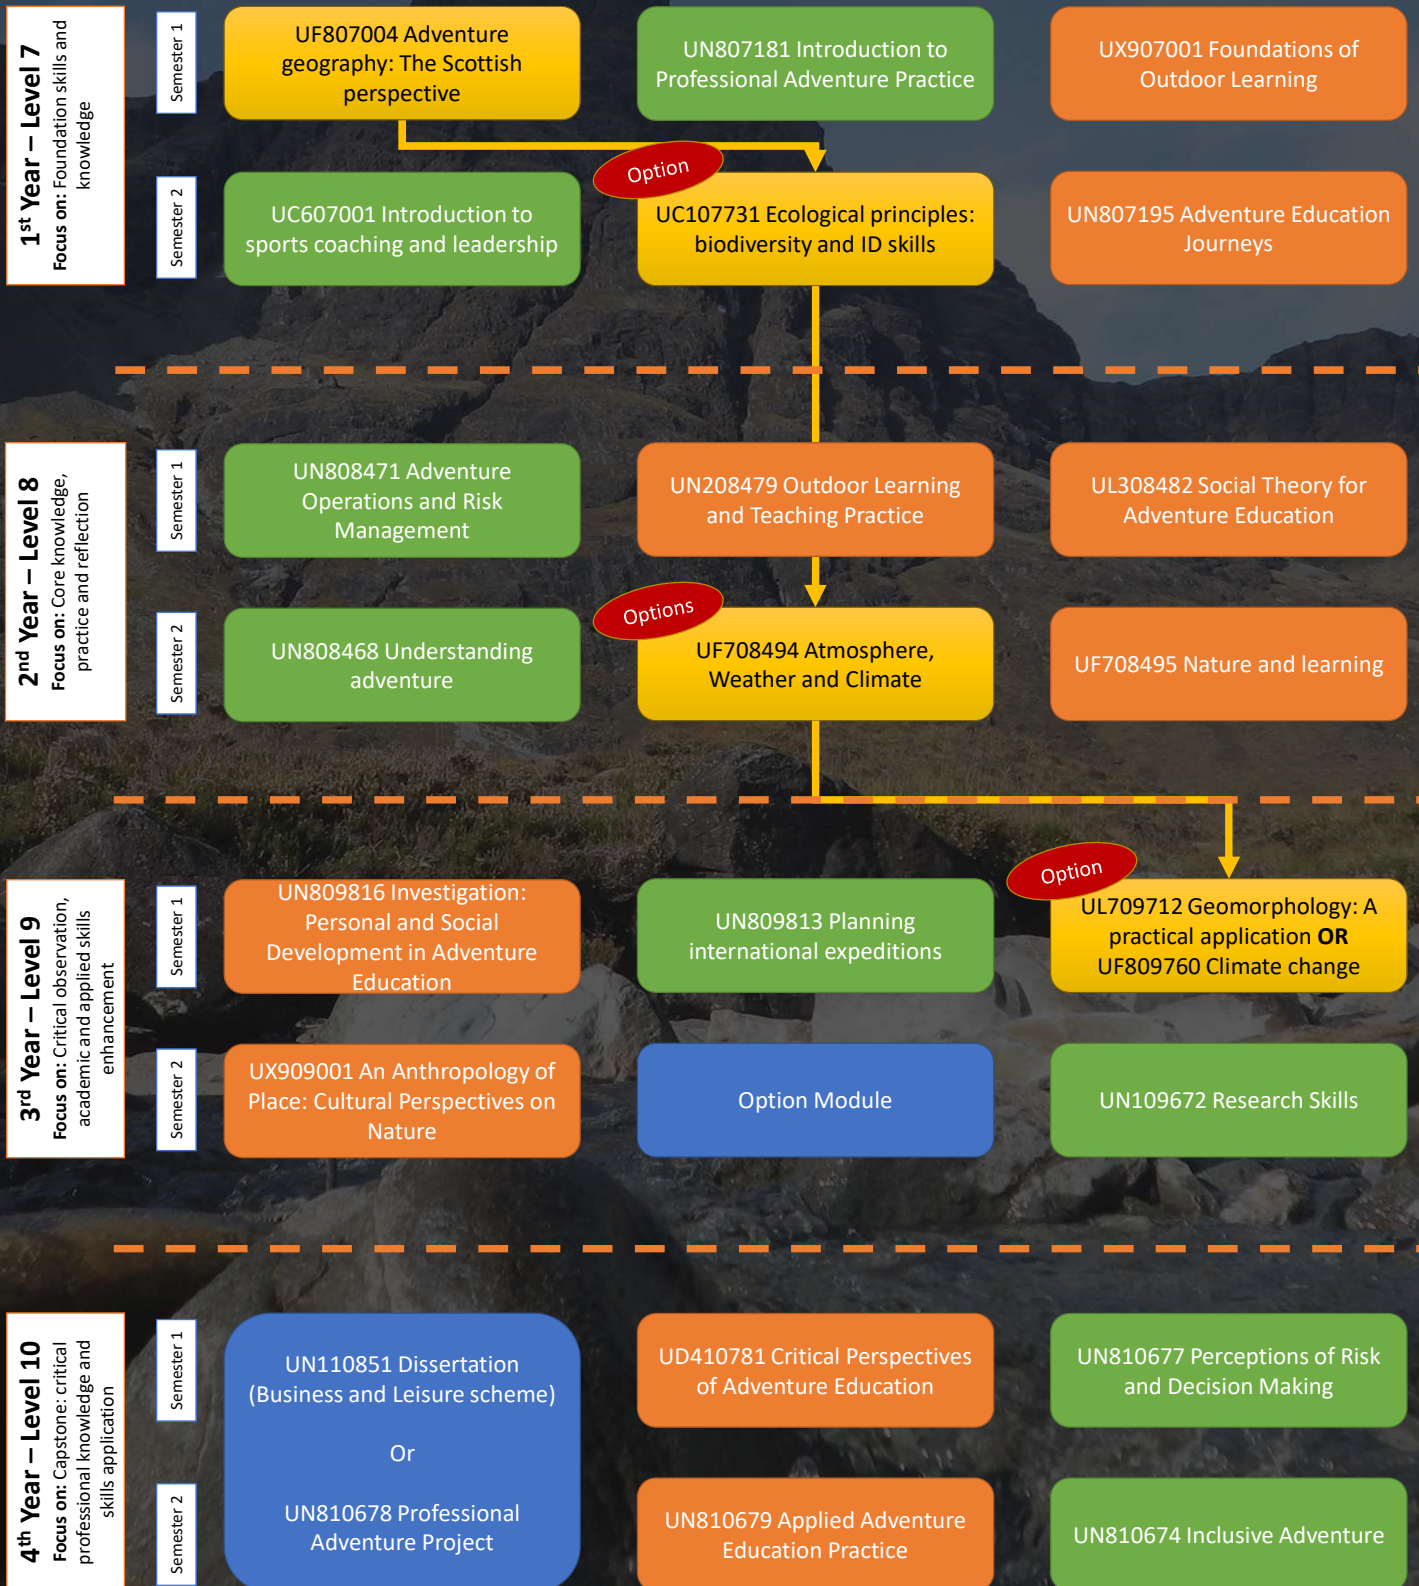 1st Year – Level 7
Focus on: Foundation skills and
knowledge
Semester 1
UF807004 Adventure
geography: The Scottish
perspective
UN807181 Introduction to
Professional Adventure Practice
UX907001 Foundations of
Outdoor Learning
Semester 2
UC607001 Introduction to
sports coaching and leadership
Option
UC107731 Ecological principles:
biodiversity and ID skills
UN807195 Adventure Education
Journeys
2nd Year – Level 8
Focus on: Core knowledge,
practice and reflection
Semester 1
UN808471 Adventure
Operations and Risk
Management
UN208479 Outdoor Learning
and Teaching Practice
UL308482 Social Theory for
Adventure Education
Semester 2
UN808468 Understanding
adventure
Options
UF708494 Atmosphere,
Weather and Climate
UF708495 Nature and learning
3rd Year – Level 9
Focus on: Critical observation,
academic and applied skills
enhancement
Semester 1
UN809816 Investigation:
Personal and Social
Development in Adventure
Education
UN809813 Planning
international expeditions
Option
UL709712 Geomorphology: A
practical application OR
UF809760 Climate change
Semester 2
UX909001 An Anthropology of
Place: Cultural Perspectives on
Nature
Option Module
UN109672 Research Skills
4th Year – Level 10
Focus on: Capstone: critical
professional knowledge and
skills application
Semester 1
UN110851 Dissertation
(Business and Leisure scheme)
Or
UN810678 Professional
Adventure Project
UD410781 Critical Perspectives
of Adventure Education
UN810677 Perceptions of Risk
and Decision Making
Semester 2
UN810679 Applied Adventure
Education Practice
UN810674 Inclusive Adventure